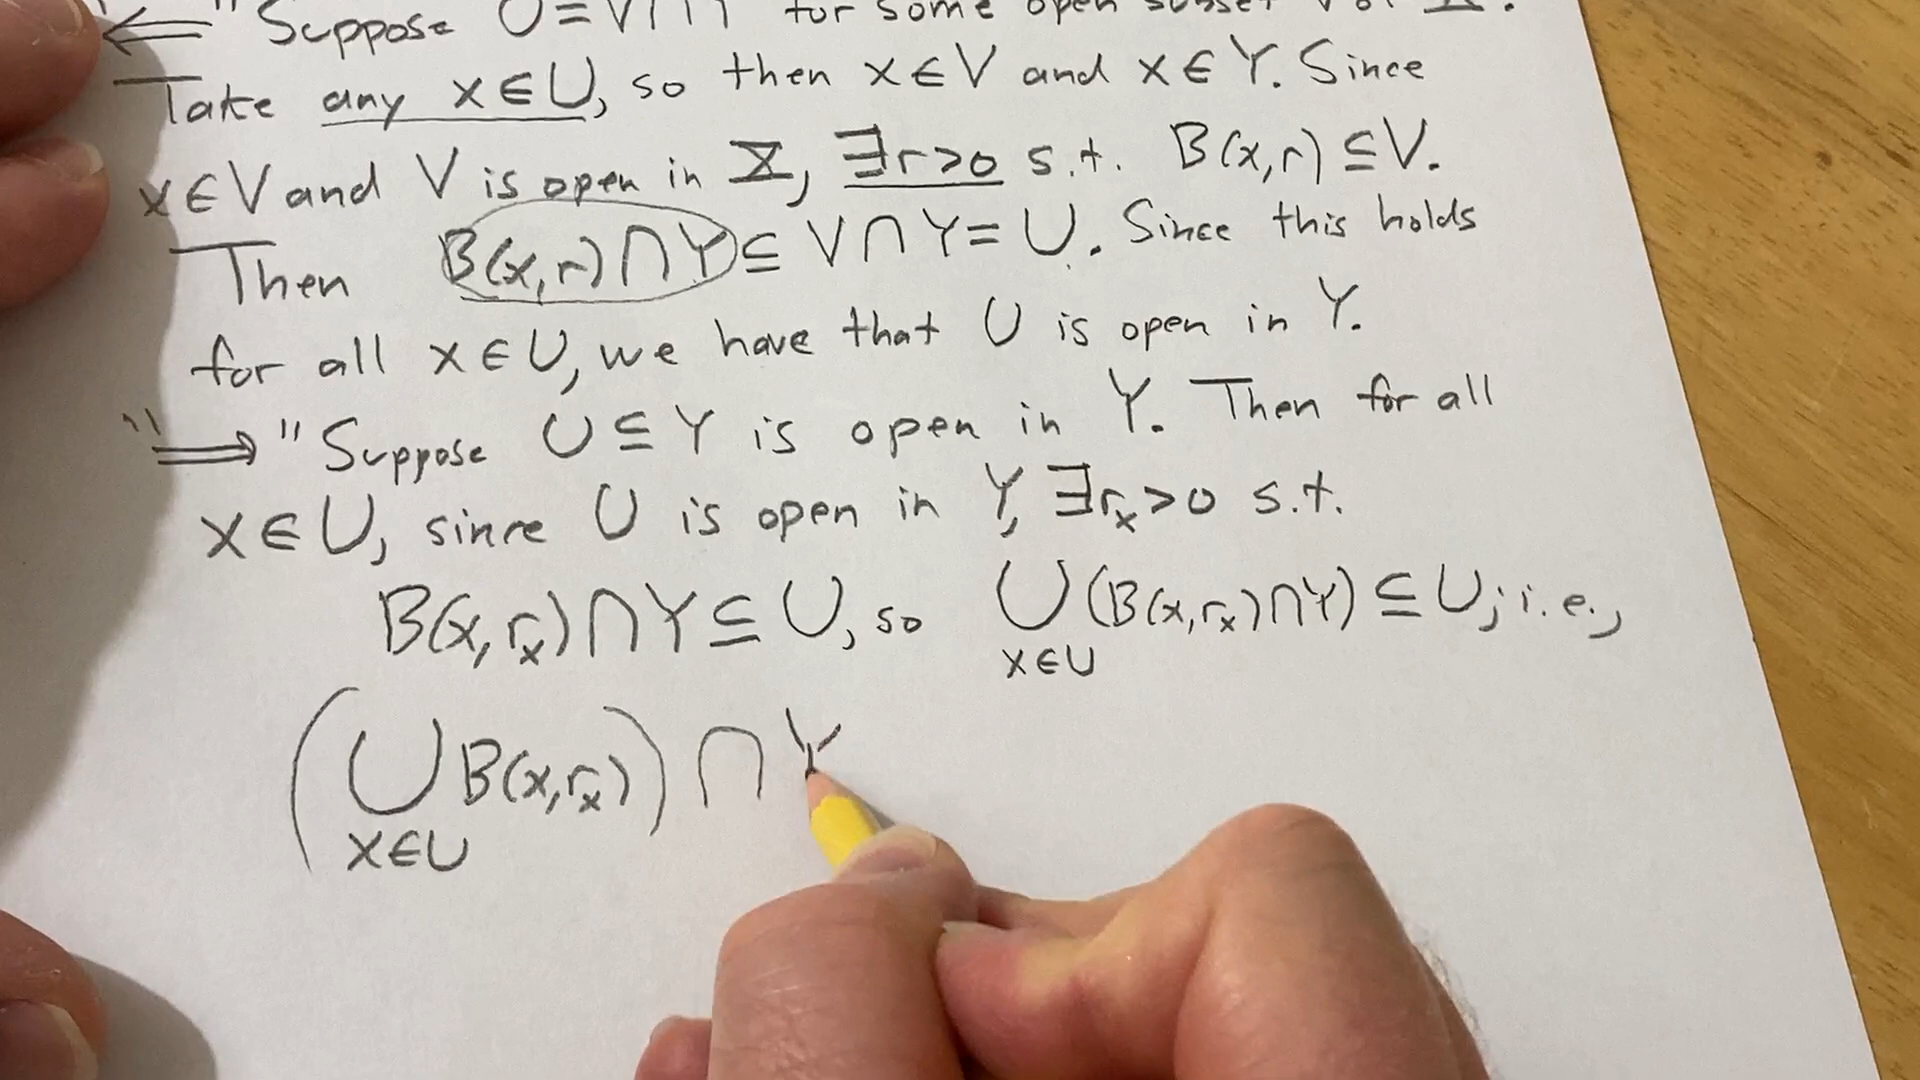 "⇐" Suppose U = V ∩ Y for some open subset V of X.
Take any x ∈ U, so then x ∈ V and x ∈ Y. Since
x ∈ V and V is open in X, ∃r>0 s.t. B(x,r) ⊆ V.
Then B(x,r) ∩ Y ⊆ V ∩ Y = U. Since this holds
for all x ∈ U, we have that U is open in Y.
"⟹" Suppose U ⊆ Y is open in Y. Then for all
x ∈ U, since U is open in Y, ∃rₓ>0 s.t.
B(x,rₓ) ∩ Y ⊆ U, so ⋃ (B(x,rₓ) ∩ Y) ⊆ U; i.e.,
x ∈ U
(⋃ B(x,rₓ)) ∩ Y
x ∈ U